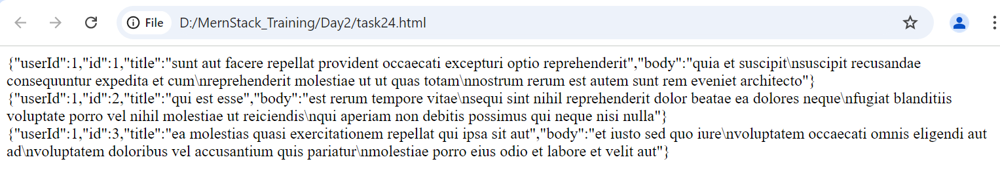 File D:/MernStack_Training/Day2/task24.html
{"userId":1,"id":1,"title":"sunt aut facere repellat provident occaecati excepturi optio reprehenderit","body":"quia et suscipit\nsuscipit recusandae
consequuntur expedita et cum\nreprehenderit molestiae ut ut quas totam\nnostrum rerum est autem sunt rem eveniet architecto"}
{"userId":1,"id":2,"title":"qui est esse","body":"est rerum tempore vitae\nsequi sint nihil reprehenderit dolor beatae ea dolores neque\nfugiat blanditiis
voluptate porro vel nihil molestiae ut reiciendis\nqui aperiam non debitis possimus qui neque nisi nulla"}
{"userId":1,"id":3,"title":"ea molestias quasi exercitationem repellat qui ipsa sit aut","body":"et iusto sed quo iure\nvoluptatem occaecati omnis eligendi aut
ad\nvoluptatem doloribus vel accusantium quis pariatur\nmolestiae porro eius odio et labore et velit aut"}